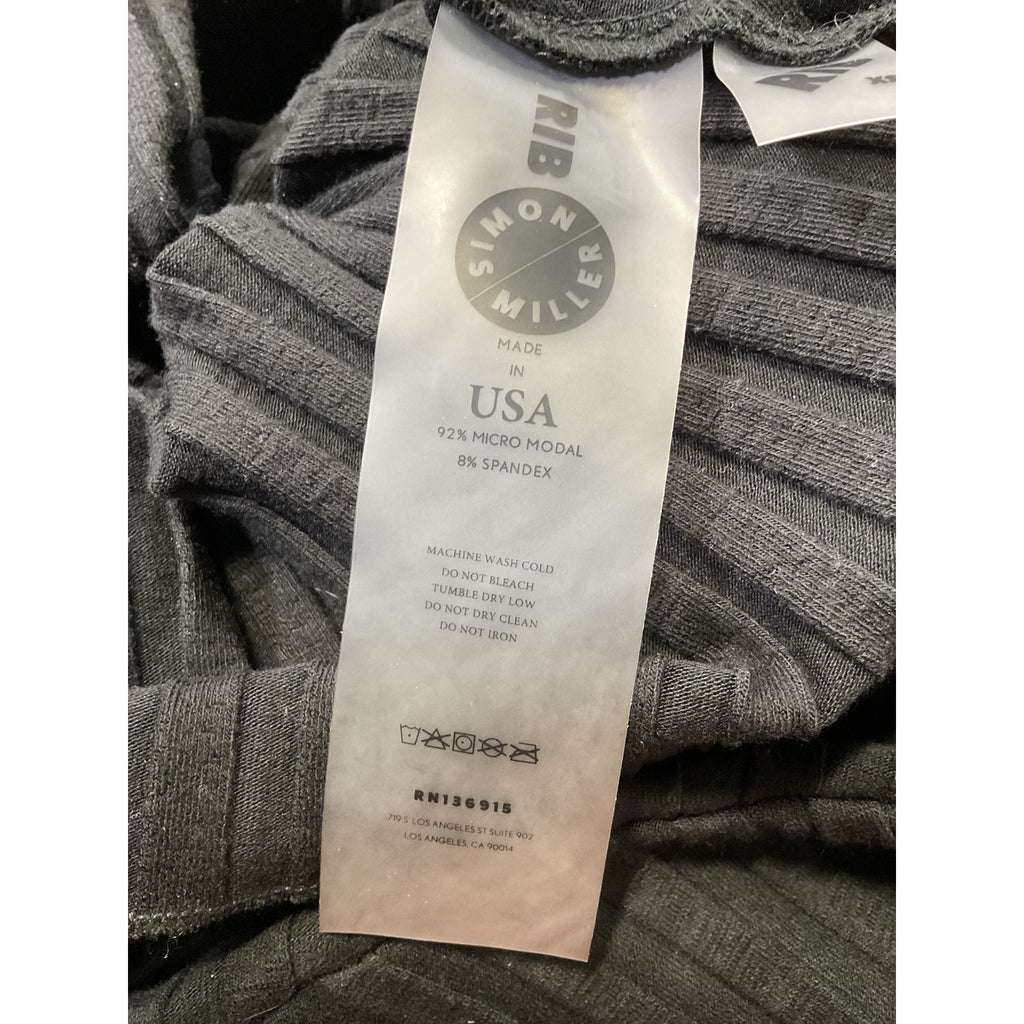 RIB
SIMON
MILLER
MADE
IN
USA
92% MICRO MODAL
8% SPANDEX
MACHINE WASH COLD
DO NOT BLEACH
TUMBLE DRY LOW
DO NOT DRY CLEAN
DO NOT IRON
RN136915
719 S. LOS ANGELES ST SUITE 902
LOS ANGELES, CA 90014
RIB